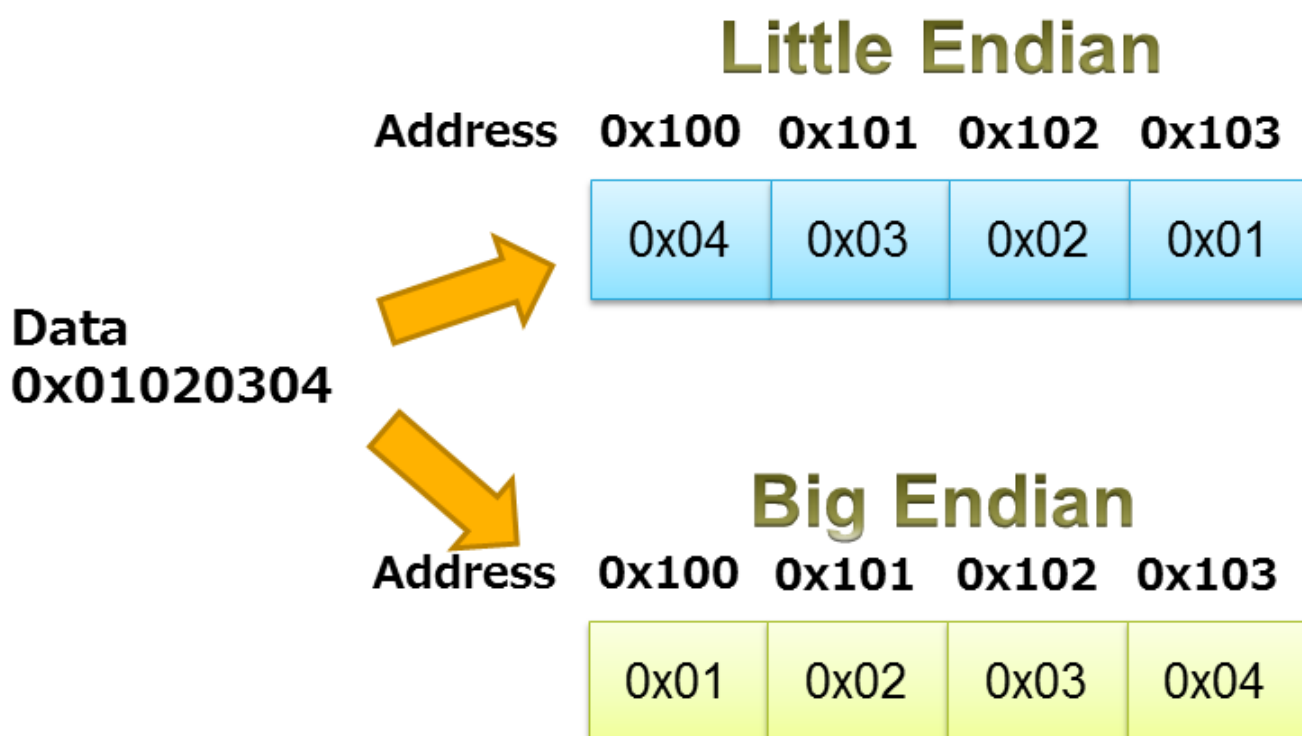 Little Endian
Address 0x100 0x101 0x102 0x103
0x04 0x03 0x02 0x01
Data
0x01020304
Big Endian
Address 0x100 0x101 0x102 0x103
0x01 0x02 0x03 0x04